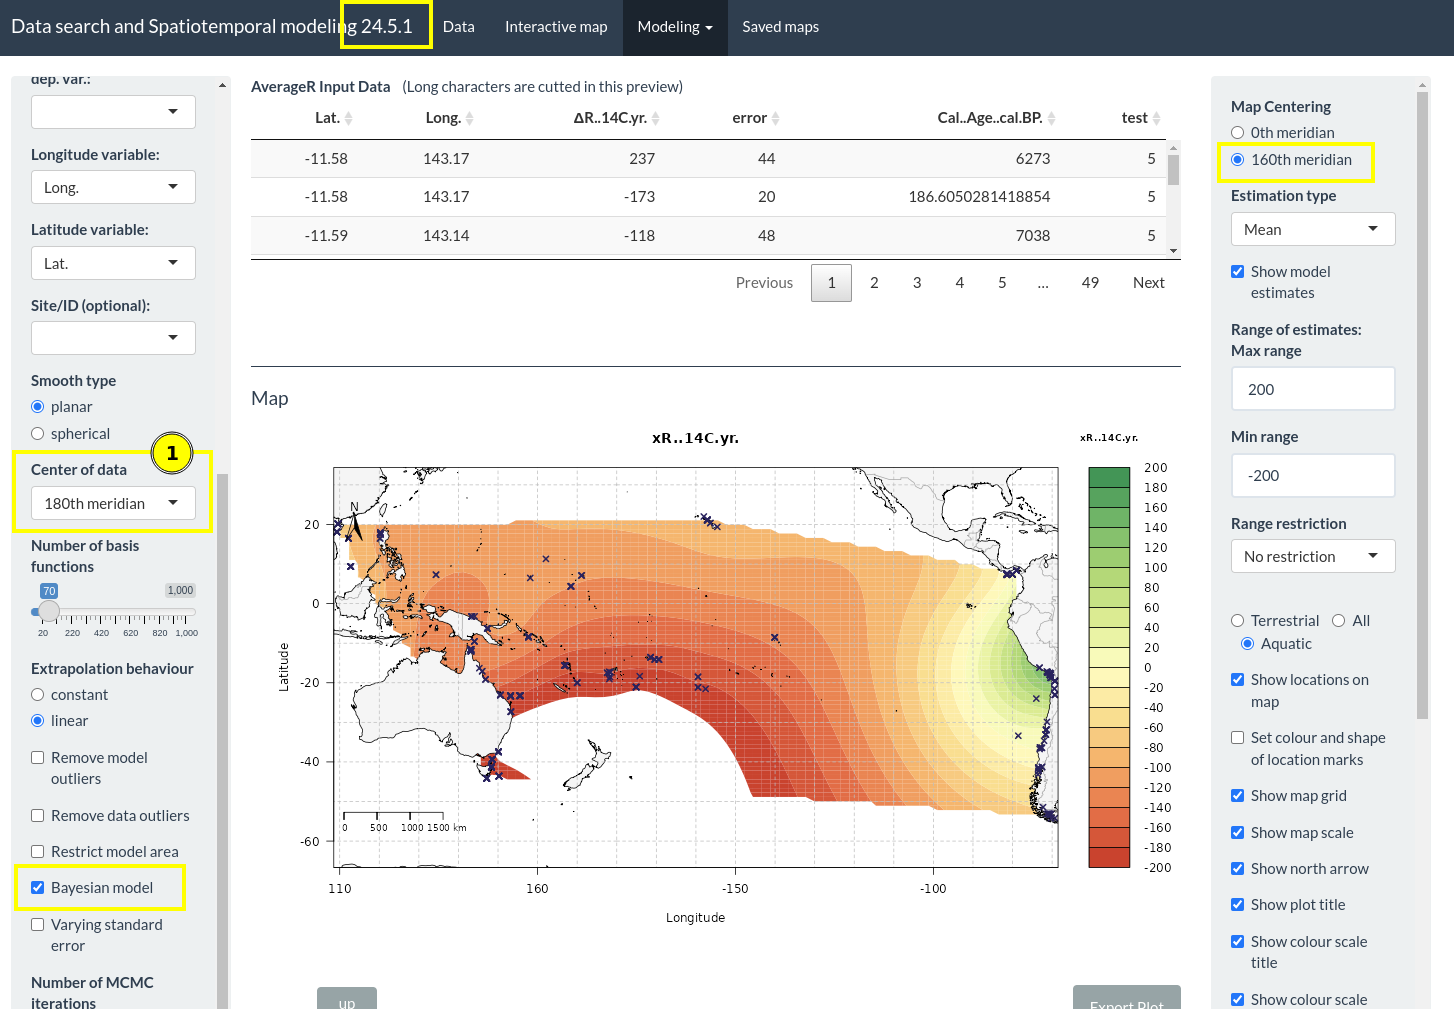 Data search and Spatiotemporal modeling 24.5.1
Data
Interactive map
Modeling
Saved maps
dep. var.:
Longitude variable:
Long.
Latitude variable:
Lat.
Site/ID (optional):
Smooth type
planar
spherical
1
Center of data
180th meridian
Number of basis
functions
70
1,000
20 220 420 620 820 1,000
Extrapolation behaviour
constant
linear
Remove model
outliers
Remove data outliers
Restrict model area
Bayesian model
Varying standard
error
Number of MCMC
iterations
AverageR Input Data (Long characters are cutted in this preview)
Lat. Long. ΔR..14C.yr. error Cal..Age..cal.BP. test
-11.58 143.17 237 44 6273 5
-11.58 143.17 -173 20 186.6050281418854 5
-11.59 143.14 -118 48 7038 5
Previous 1 2 3 4 5 ... 49 Next
Map
xR..14C.yr.
xR..14C.yr.
N
Latitude
20
0
-20
-40
-60
0 500 1000 1500 km
110 160 -150 -100
Longitude
200
180
160
140
120
100
80
60
40
20
0
-20
-40
-60
-80
-100
-120
-140
-160
-180
-200
up
Export Plot
Map Centering
0th meridian
160th meridian
Estimation type
Mean
Show model
estimates
Range of estimates:
Max range
200
Min range
-200
Range restriction
No restriction
Terrestrial All
Aquatic
Show locations on
map
Set colour and shape
of location marks
Show map grid
Show map scale
Show north arrow
Show plot title
Show colour scale
title
Show colour scale